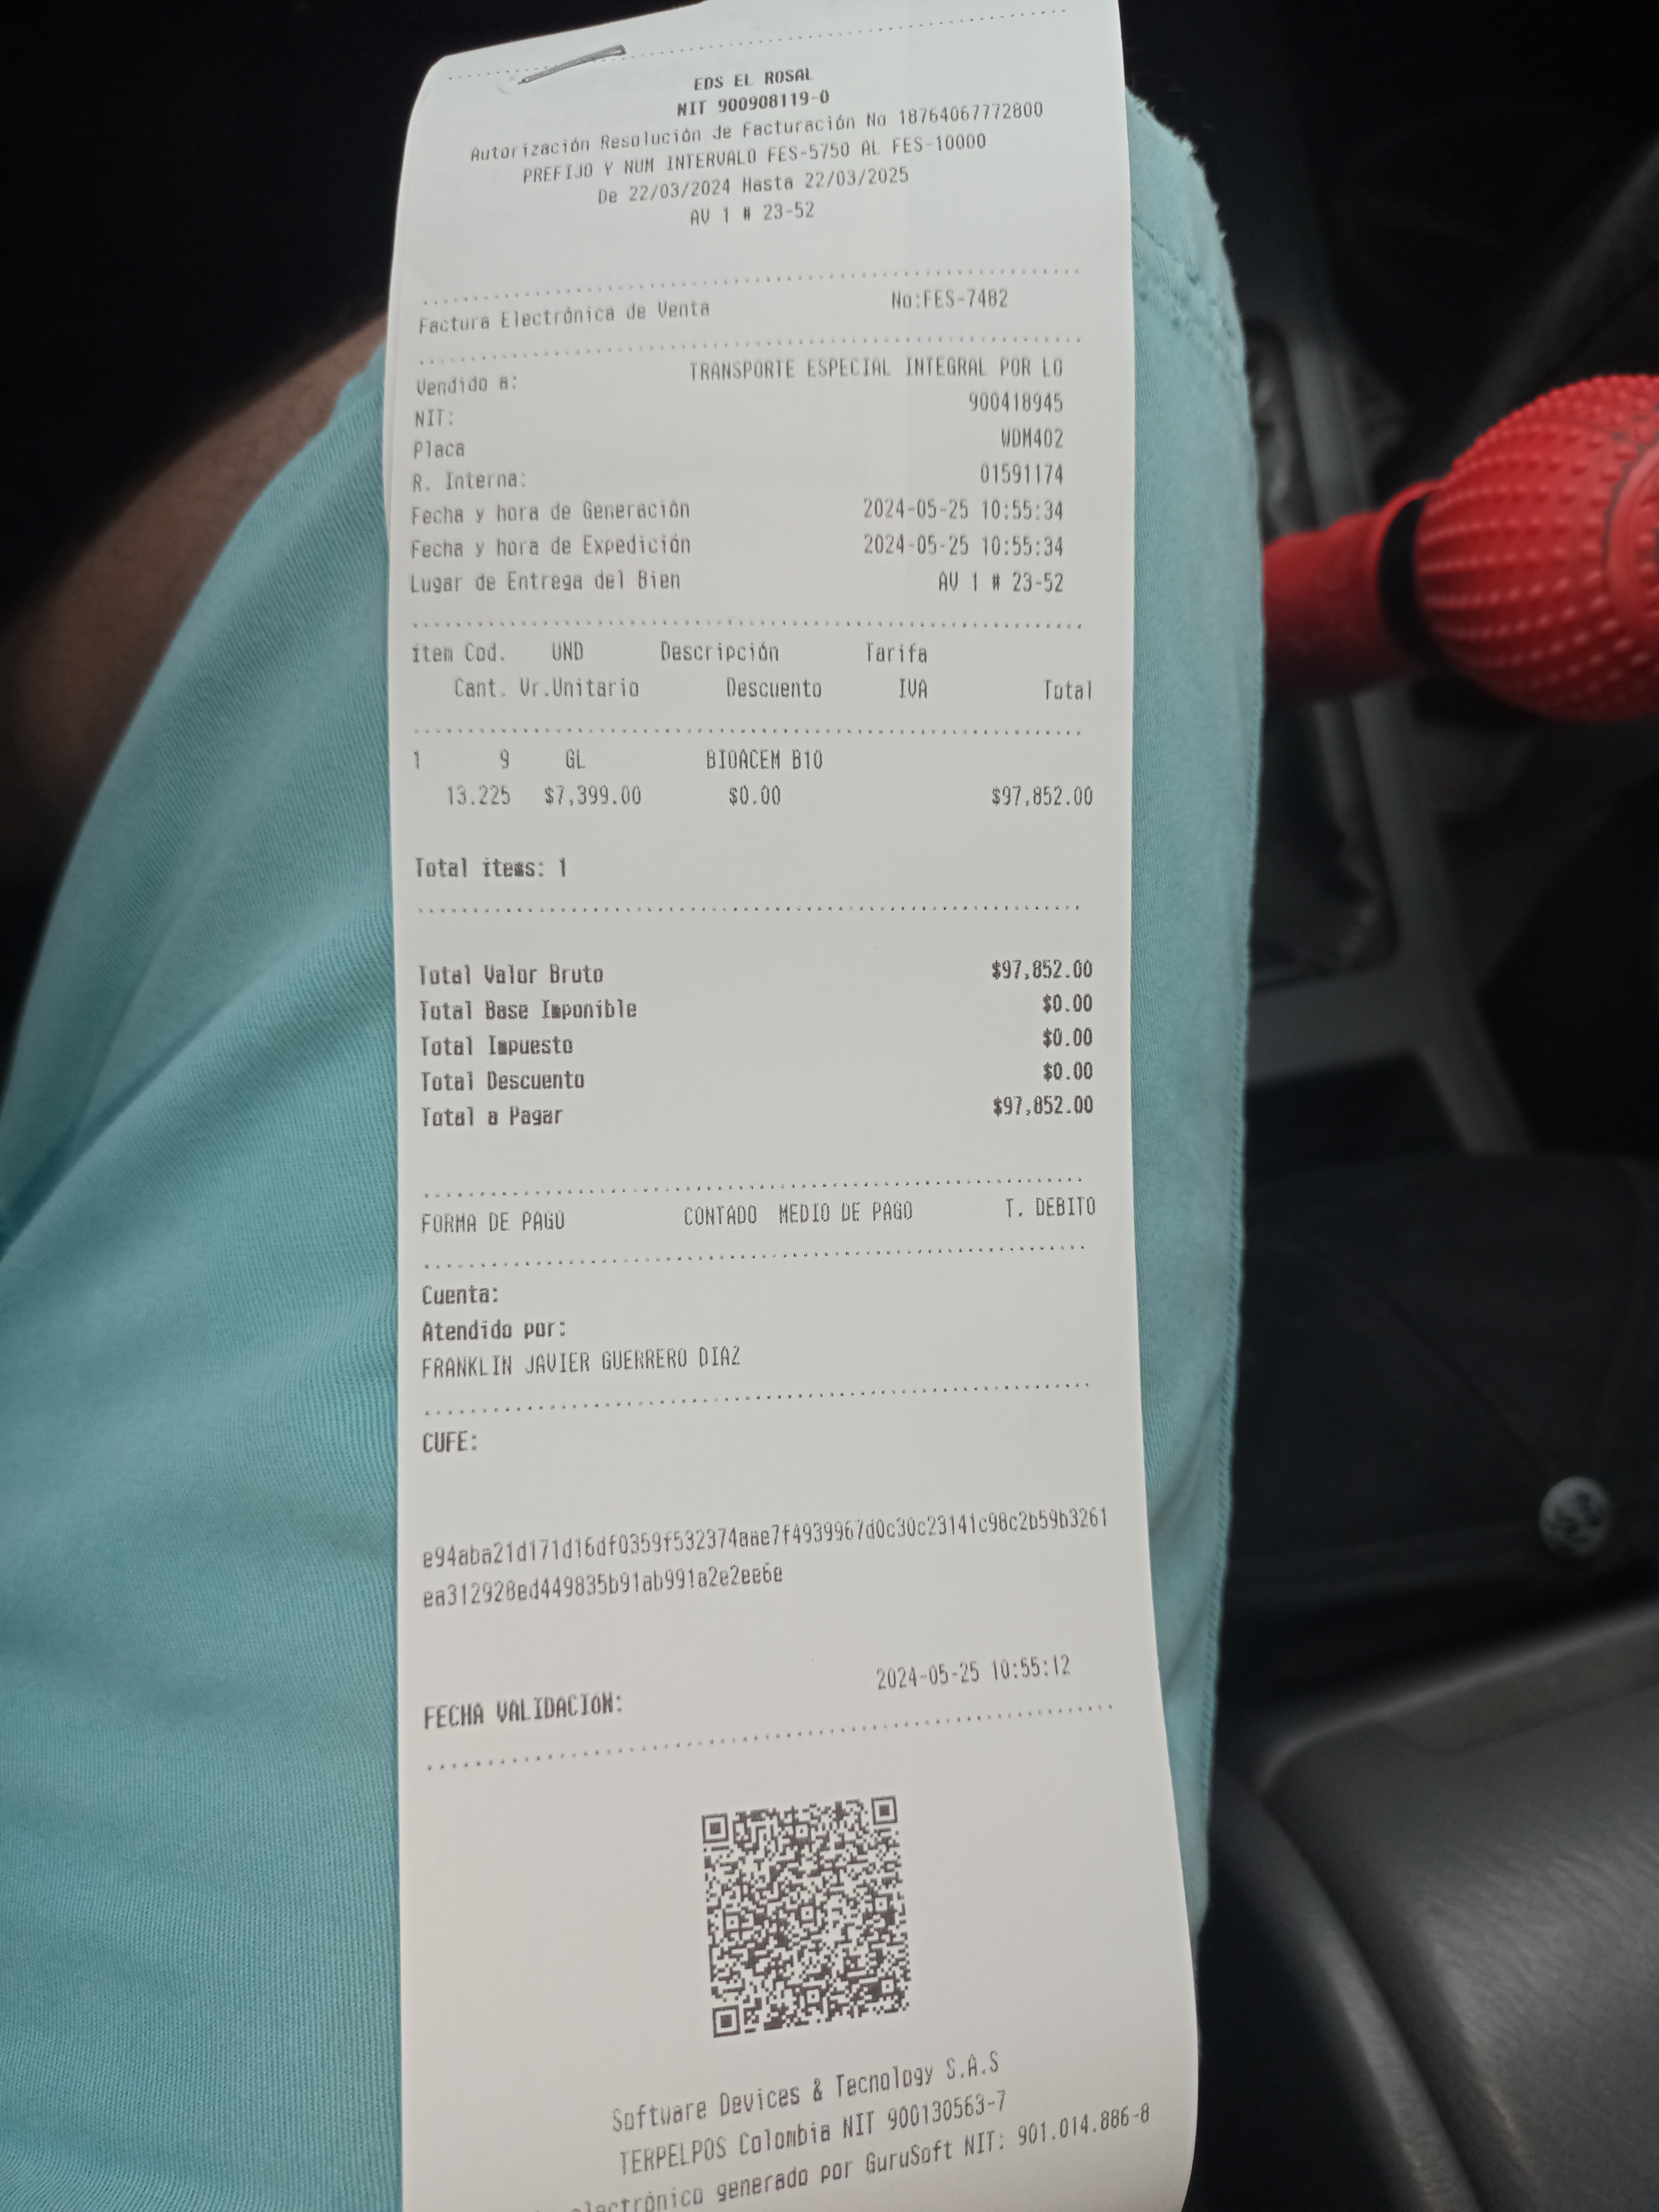 EDS EL ROSAL
NIT 900908119-0
Autorización Resolución de Facturación No 18764067772800
PREFIJO Y NUM INTERVALO FES-5750 AL FES-10000
De 22/03/2024 Hasta 22/03/2025
AV 1 # 23-52
Factura Electrónica de Venta No:FES-7482
Vendido a: TRANSPORTE ESPECIAL INTEGRAL POR LO
NIT: 900418945
Placa WDM402
R. Interna: 01591174
Fecha y hora de Generación 2024-05-25 10:55:34
Fecha y hora de Expedición 2024-05-25 10:55:34
Lugar de Entrega del Bien AV 1 # 23-52
item Cod. UND Descripción Tarifa
Cant. Vr.Unitario Descuento IVA Total
1 9 GL BIOACEM B10
13.225 $7,399.00 $0.00 $97,852.00
Total items: 1
Total Valor Bruto $97,852.00
Total Base Imponible $0.00
Total Impuesto $0.00
Total Descuento $0.00
Total a Pagar $97,852.00
FORMA DE PAGO CONTADO MEDIO DE PAGO T. DEBITO
Cuenta:
Atendido por:
FRANKLIN JAVIER GUERRERO DIAZ
CUFE:
e94aba21d171d16df0359f532374aae7f4939967d0c30c23141c98c2b59b3261
ea312928ed449835b91ab991a2e2ee6e
FECHA VALIDACIÓN: 2024-05-25 10:55:12
Software Devices & Tecnology S.A.S
TERPELPOS Colombia NIT 900130563-7
generado por GuruSoft NIT: 901.014.886-8